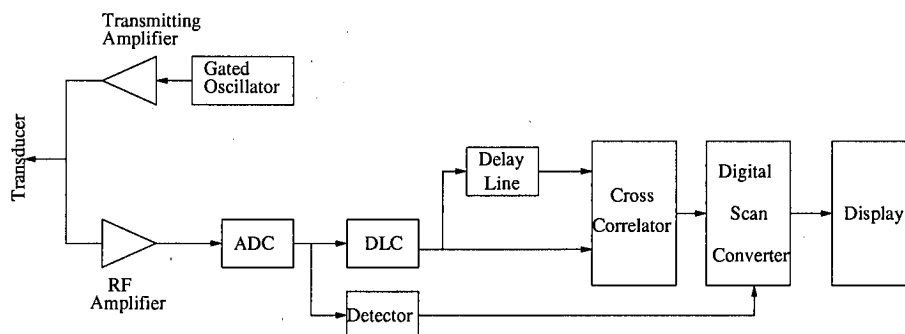 Transmitting
Amplifier
Gated
Oscillator
Transducer
Delay
Line
Cross
Correlator
Digital
Scan
Converter
Display
ADC
DLC
RF
Amplifier
Detector